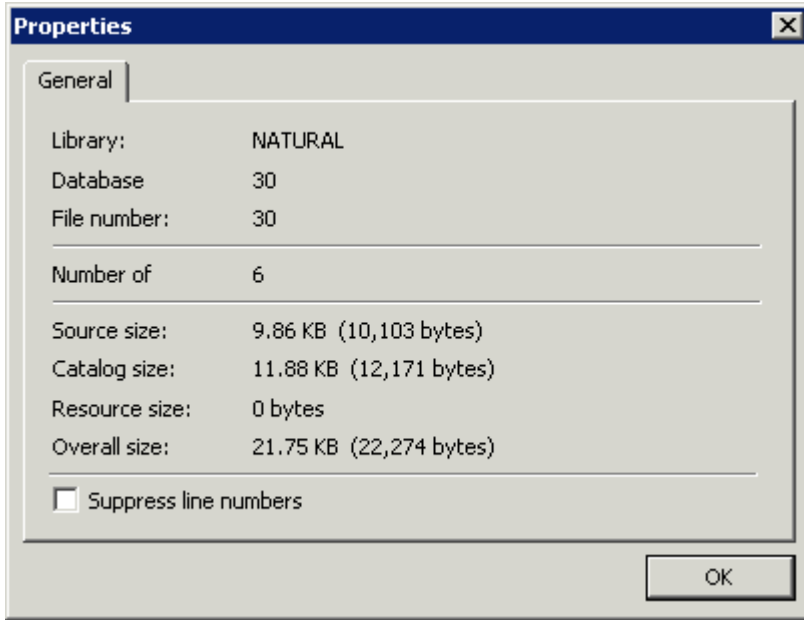 Properties
General
Library: NATURAL
Database 30
File number: 30
Number of 6
Source size: 9.86 KB (10,103 bytes)
Catalog size: 11.88 KB (12,171 bytes)
Resource size: 0 bytes
Overall size: 21.75 KB (22,274 bytes)
Suppress line numbers
OK